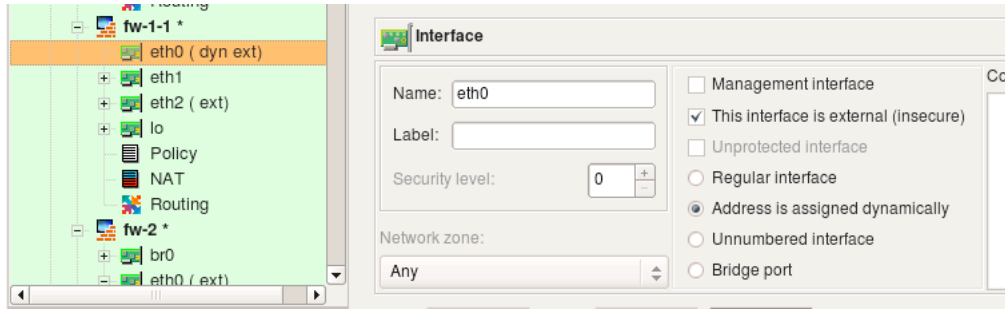 Routing
fw-1-1 *
eth0 ( dyn ext)
eth1
eth2 ( ext)
lo
Policy
NAT
Routing
fw-2 *
br0
eth0 ( ext)
Interface
Name: eth0
Label:
Security level: 0
Network zone:
Any
Management interface
This interface is external (insecure)
Unprotected interface
Regular interface
Address is assigned dynamically
Unnumbered interface
Bridge port